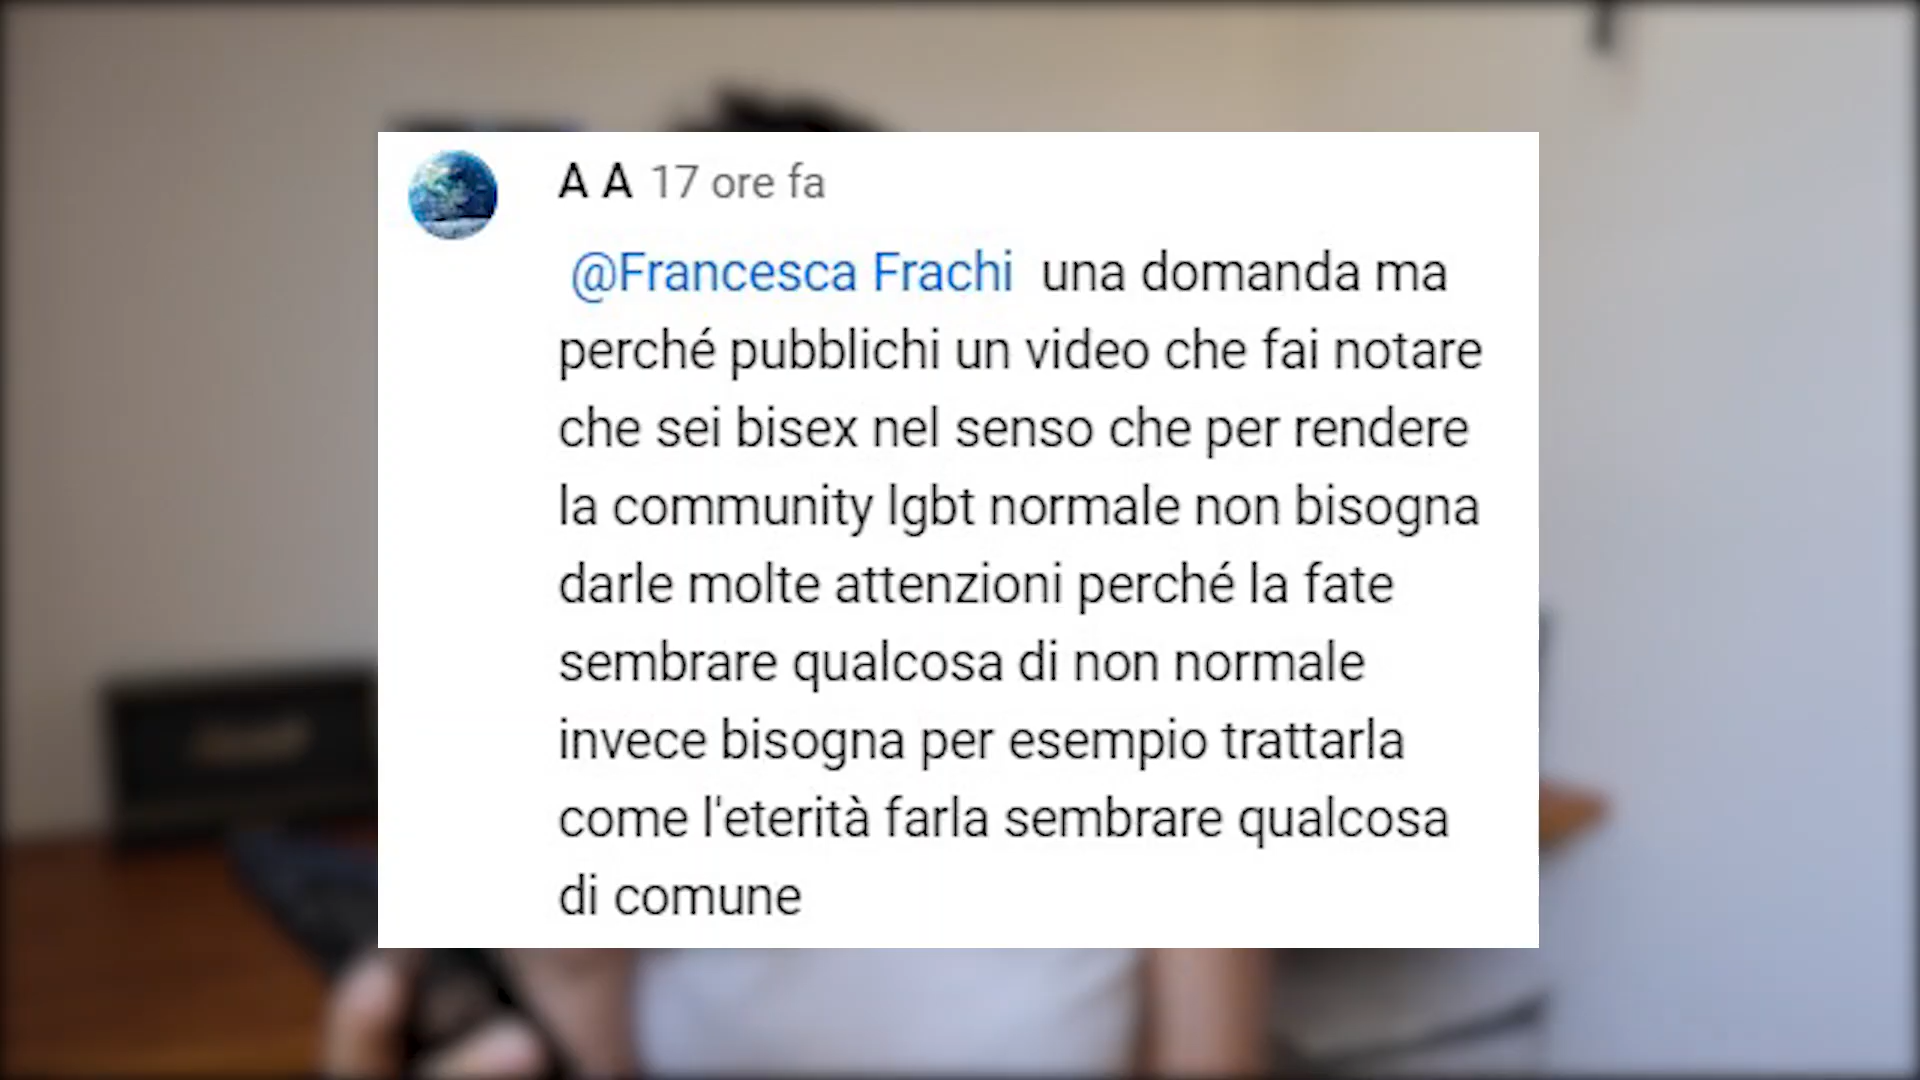 A A 17 ore fa
@Francesca Frachi una domanda ma
perché pubblichi un video che fai notare
che sei bisex nel senso che per rendere
la community lgbt normale non bisogna
darle molte attenzioni perché la fate
sembrare qualcosa di non normale
invece bisogna per esempio trattarla
come l'eterità farla sembrare qualcosa
di comune